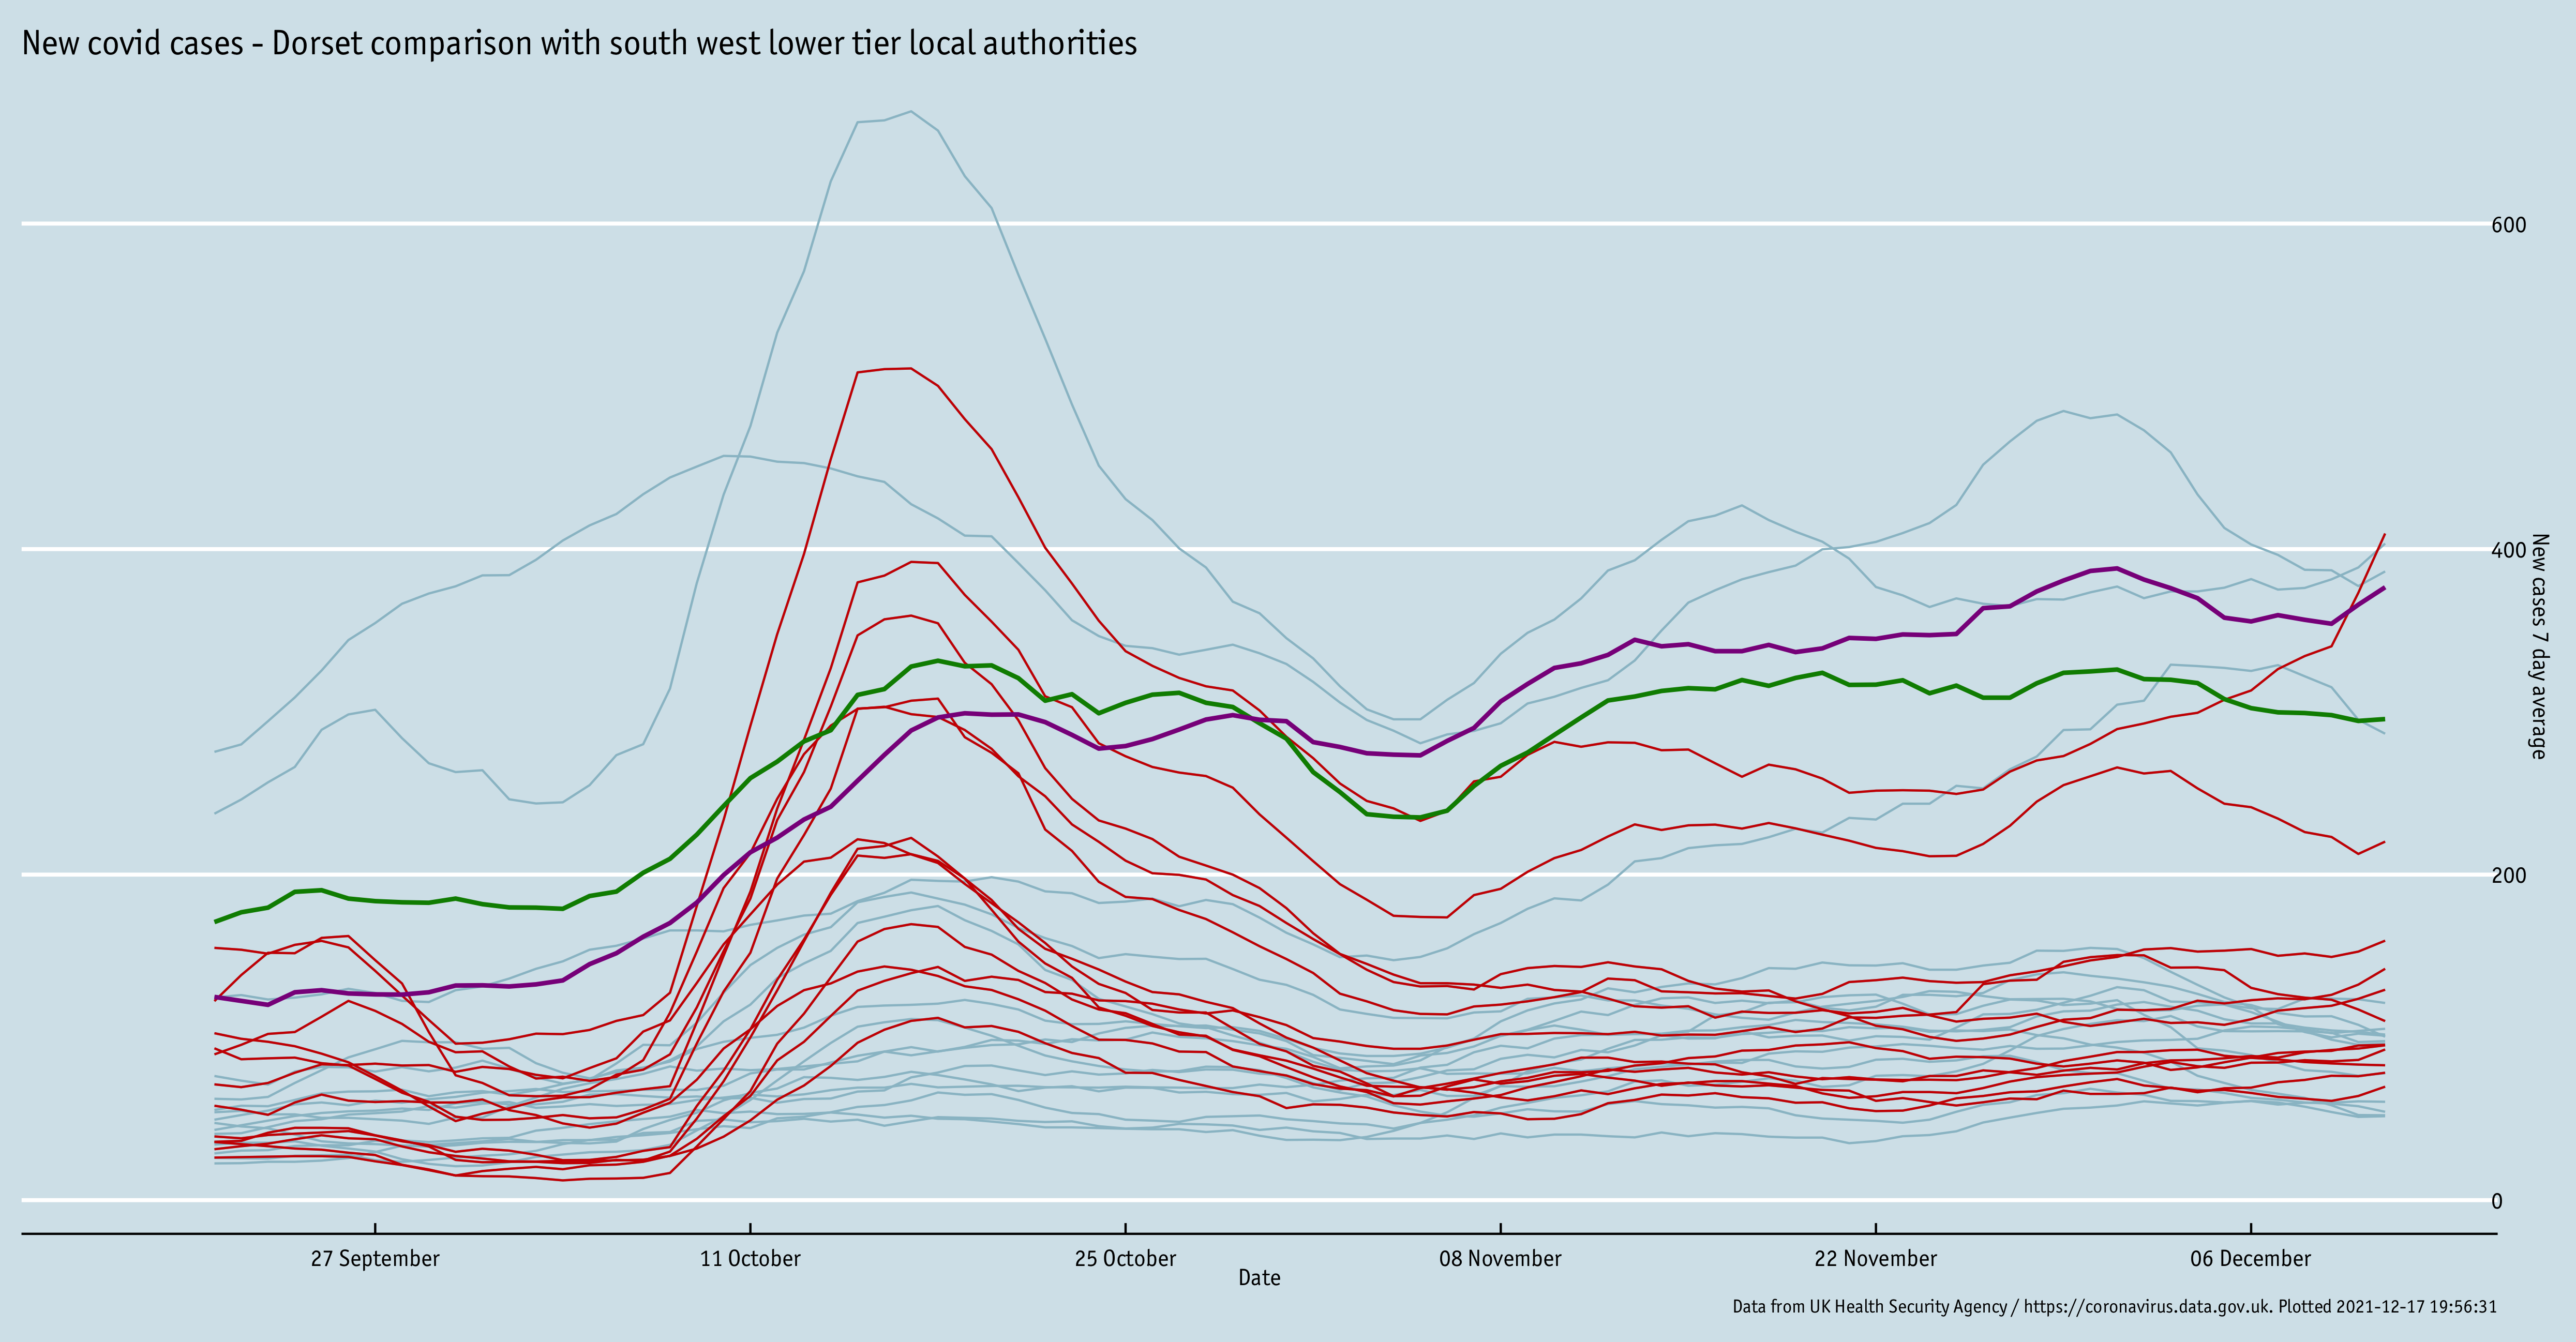 New covid cases - Dorset comparison with south west lower tier local authorities
600
400
200
0
New cases 7 day average
27 September
11 October
25 October
08 November
22 November
06 December
Date
Data from UK Health Security Agency / https://coronavirus.data.gov.uk. Plotted 2021-12-17 19:56:31